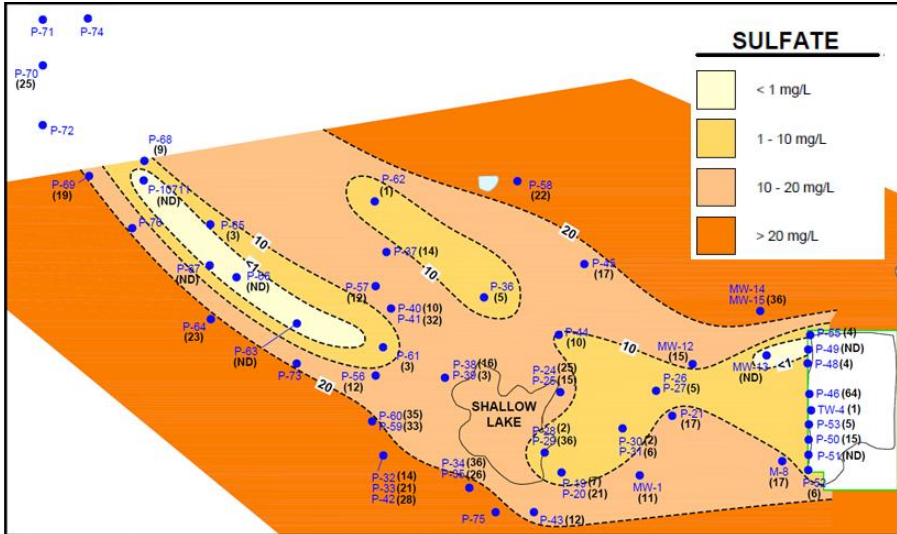 P-71
P-74
P-70
(25)
P-72
SULFATE
< 1 mg/L
1 - 10 mg/L
10 - 20 mg/L
> 20 mg/L
P-68
(9)
P-69
(19)
P-10711
(ND)
P-76
P-65
(3)
10
<1
P-67
(ND)
P-66
(ND)
P-64
(23)
P-63
(ND)
P-73
20
P-62
(1)
P-37 (14)
10
P-36
(5)
P-58
(22)
20
P-45
(17)
P-57
(12)
P-40 (10)
P-41 (32)
P-61
(3)
P-56
(12)
P-38 (16)
P-39 (3)
P-44
(10)
10
MW-12
(15)
MW-14
MW-15 (36)
<1
MW-13
(ND)
P-55 (4)
P-49 (ND)
P-48 (4)
P-46 (64)
TW-4 (1)
P-53 (5)
P-50 (15)
P-51 (ND)
P-52
(6)
P-24 (25)
P-25 (15)
P-26
P-27 (5)
P-21
(17)
SHALLOW
LAKE
P-28 (2)
P-29 (36)
P-30 (2)
P-31 (6)
P-60 (35)
P-59 (33)
P-32 (14)
P-33 (21)
P-42 (28)
P-34 (36)
P-35 (26)
P-19 (7)
P-20 (21)
MW-1
(11)
M-8
(17)
P-75
P-43 (12)